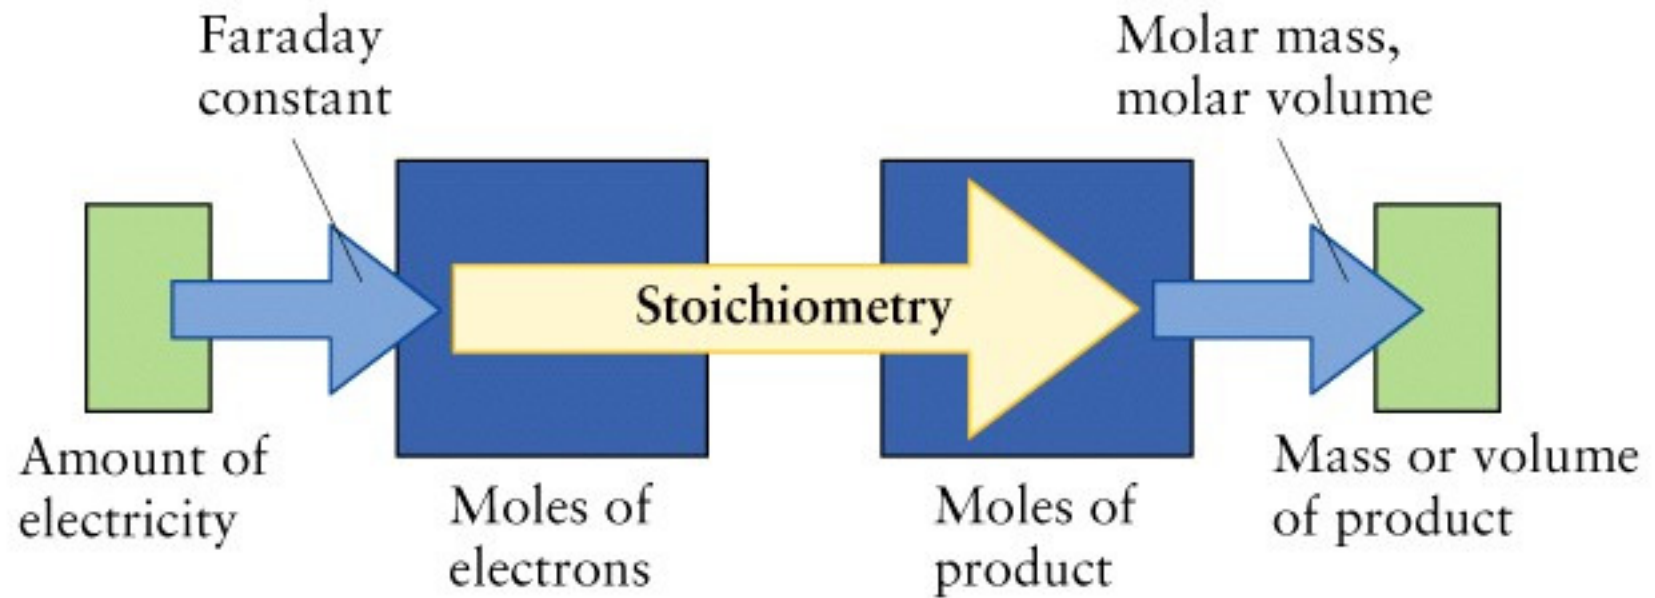 Faraday
constant
Molar mass,
molar volume
Stoichiometry
Amount of
electricity
Moles of
electrons
Moles of
product
Mass or volume
of product